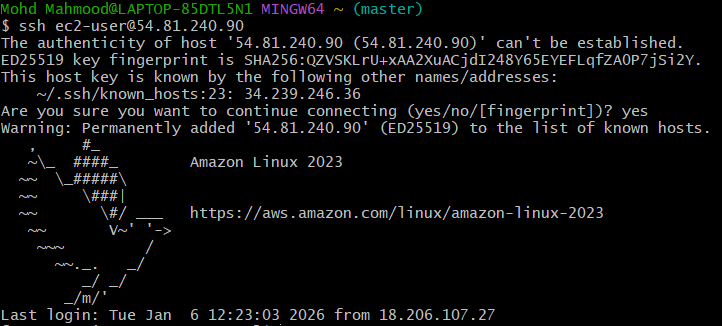 Mohd Mahmood@LAPTOP-85DTL5N1 MINGW64 ~ (master)
$ ssh ec2-user@54.81.240.90
The authenticity of host '54.81.240.90 (54.81.240.90)' can't be established.
ED25519 key fingerprint is SHA256:QZVSKLrU+xAA2XuACjdI248Y65EYEFLqfZAOP7jSi2Y.
This host key is known by the following other names/addresses:
    ~/.ssh/known_hosts:23: 34.239.246.36
Are you sure you want to continue connecting (yes/no/[fingerprint])? yes
Warning: Permanently added '54.81.240.90' (ED25519) to the list of known hosts.
   ,     #_
   ~\_  ####_        Amazon Linux 2023
  ~~  \_#####\
  ~~     \###|
  ~~       \#/ ___   https://aws.amazon.com/linux/amazon-linux-2023
   ~~       V~' '->
    ~~~         /
      ~~._.   _/
         _/ _/
       _/m/'
Last login: Tue Jan  6 12:23:03 2026 from 18.206.107.27